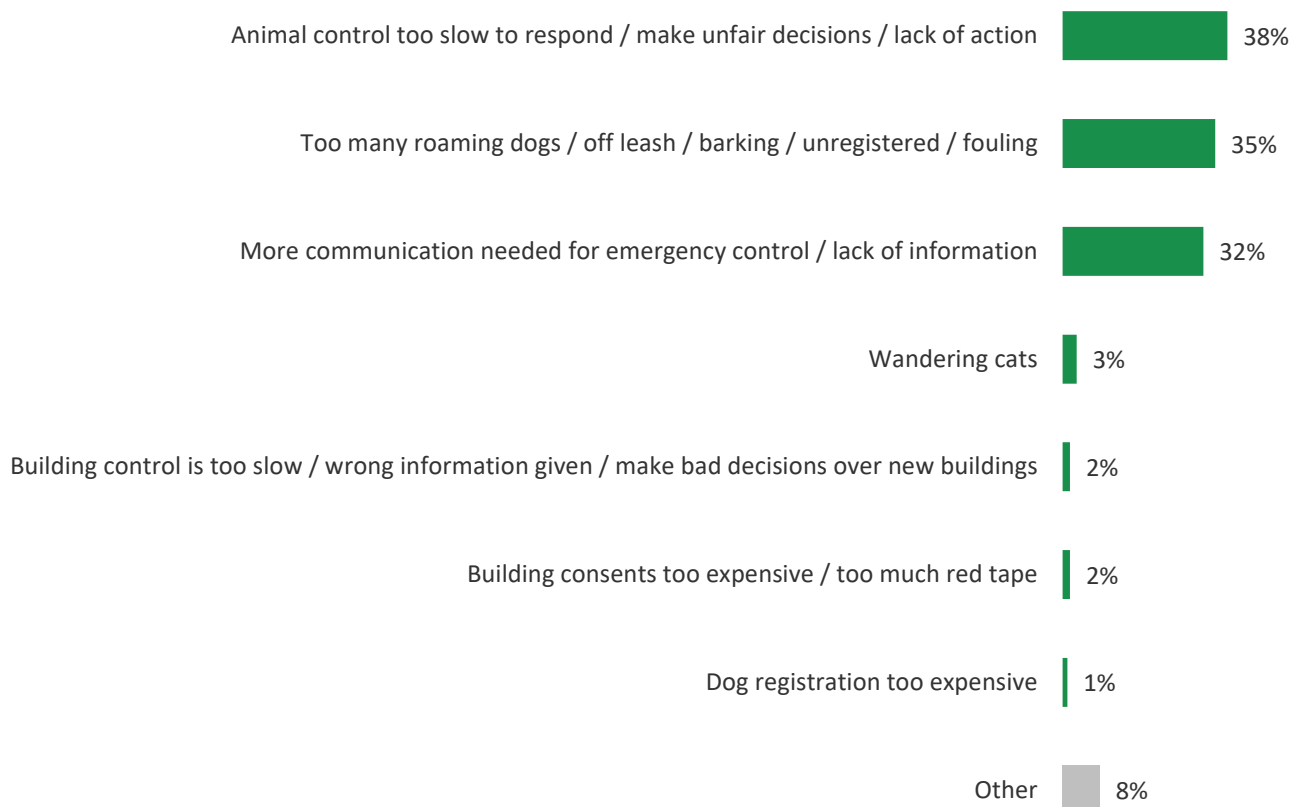 Animal control too slow to respond / make unfair decisions / lack of action 38%
Too many roaming dogs / off leash / barking / unregistered / fouling 35%
More communication needed for emergency control / lack of information 32%
Wandering cats 3%
Building control is too slow / wrong information given / make bad decisions over new buildings 2%
Building consents too expensive / too much red tape 2%
Dog registration too expensive 1%
Other 8%